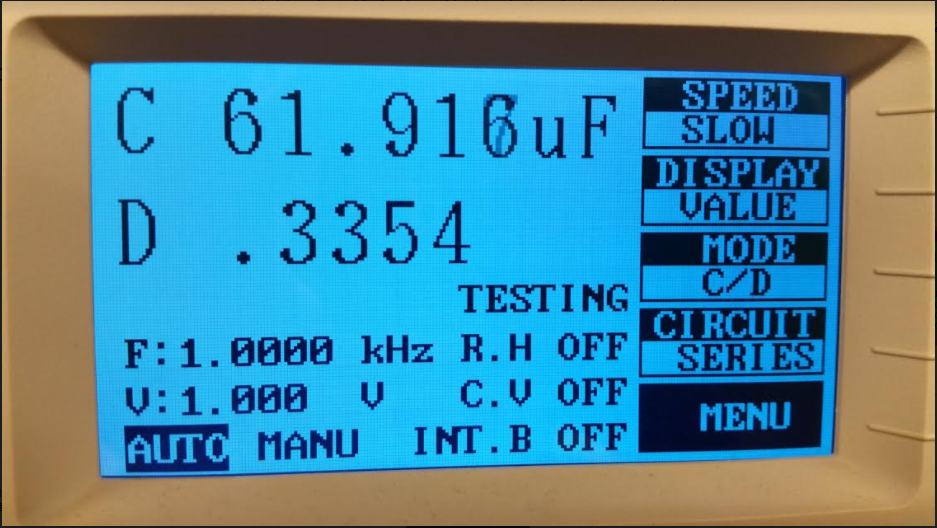 C 61.916uF
D .3354
TESTING
F:1.0000 kHz R.H OFF
V:1.000 V C.V OFF
AUTO MANU INT.B OFF
SPEED
SLOW
DISPLAY
VALUE
MODE
C/D
CIRCUIT
SERIES
MENU